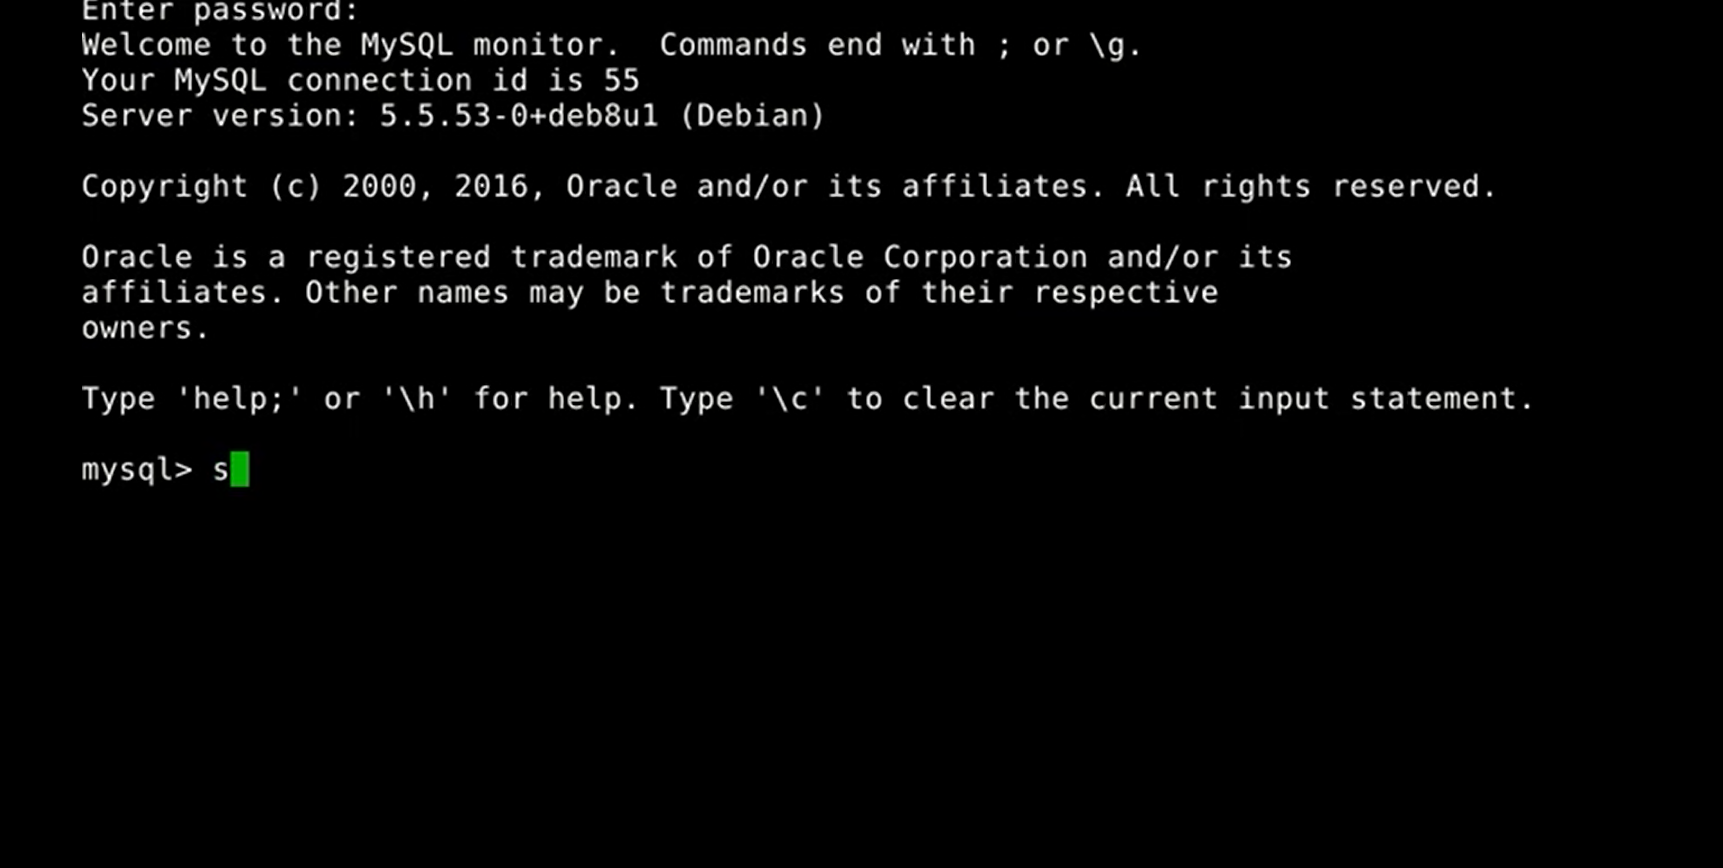 Enter password:
Welcome to the MySQL monitor.  Commands end with ; or \g.
Your MySQL connection id is 55
Server version: 5.5.53-0+deb8u1 (Debian)
Copyright (c) 2000, 2016, Oracle and/or its affiliates. All rights reserved.
Oracle is a registered trademark of Oracle Corporation and/or its
affiliates. Other names may be trademarks of their respective
owners.
Type 'help;' or '\h' for help. Type '\c' to clear the current input statement.
mysql> s